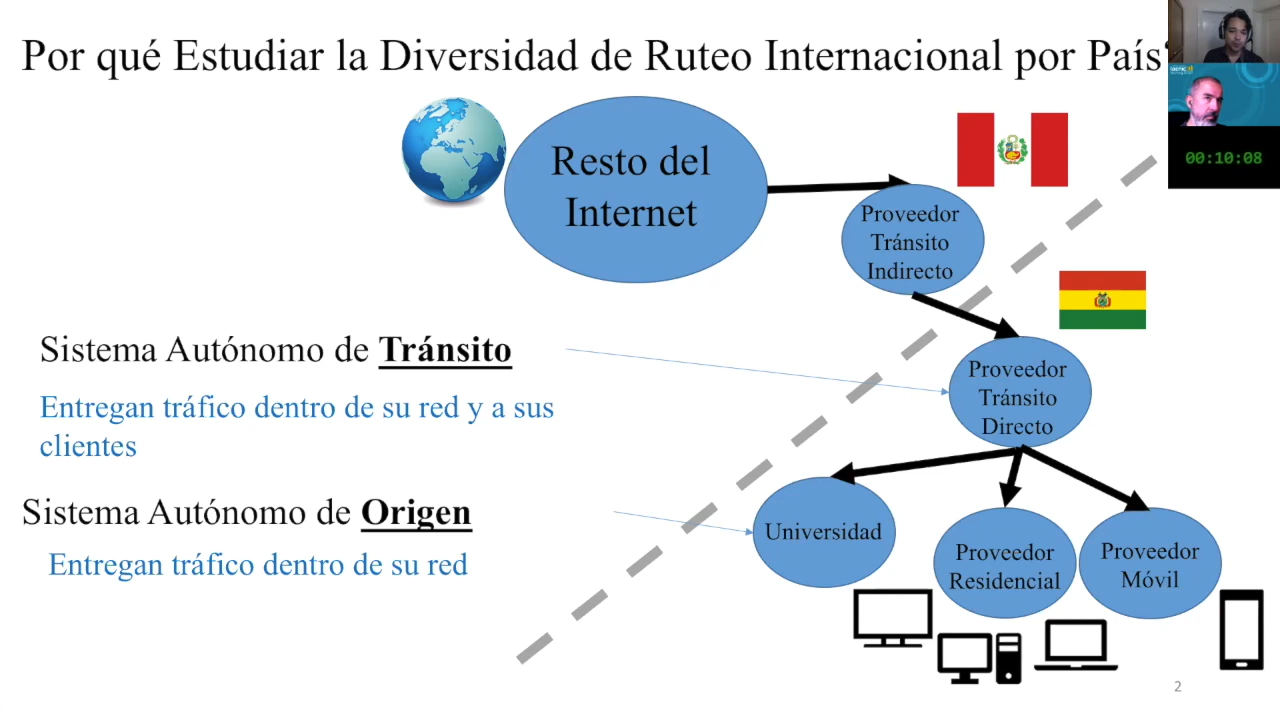 Por qué Estudiar la Diversidad de Ruteo Internacional por País
lacnic
00:10:08
Resto del
Internet
Proveedor
Tránsito
Indirecto
Sistema Autónomo de Tránsito
Entregan tráfico dentro de su red y a sus
clientes
Proveedor
Tránsito
Directo
Sistema Autónomo de Origen
Entregan tráfico dentro de su red
Universidad
Proveedor
Residencial
Proveedor
Móvil
2